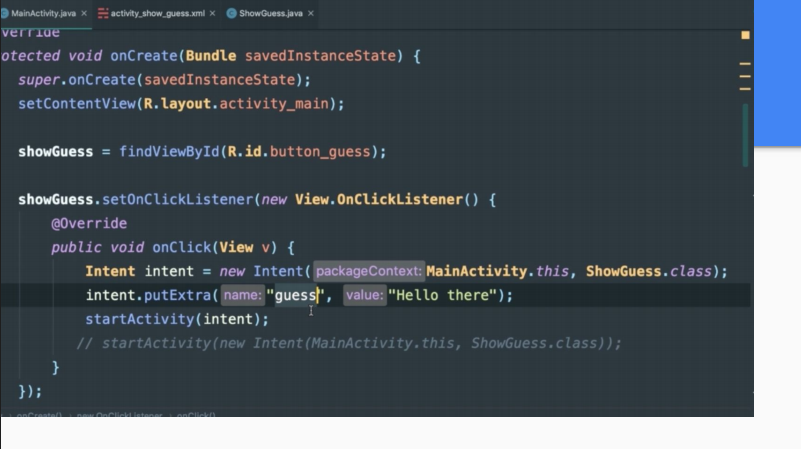 MainActivity.java × activity_show_guess.xml × ShowGuess.java ×
verride
otected void onCreate(Bundle savedInstanceState) {
super.onCreate(savedInstanceState);
setContentView(R.layout.activity_main);
showGuess = findViewById(R.id.button_guess);
showGuess.setOnClickListener(new View.OnClickListener() {
@Override
public void onClick(View v) {
Intent intent = new Intent( packageContext: MainActivity.this, ShowGuess.class);
intent.putExtra( name: "guess", value: "Hello there");
startActivity(intent);
// startActivity(new Intent(MainActivity.this, ShowGuess.class));
}
});
onCreate() › new OnClickListener › onClick()